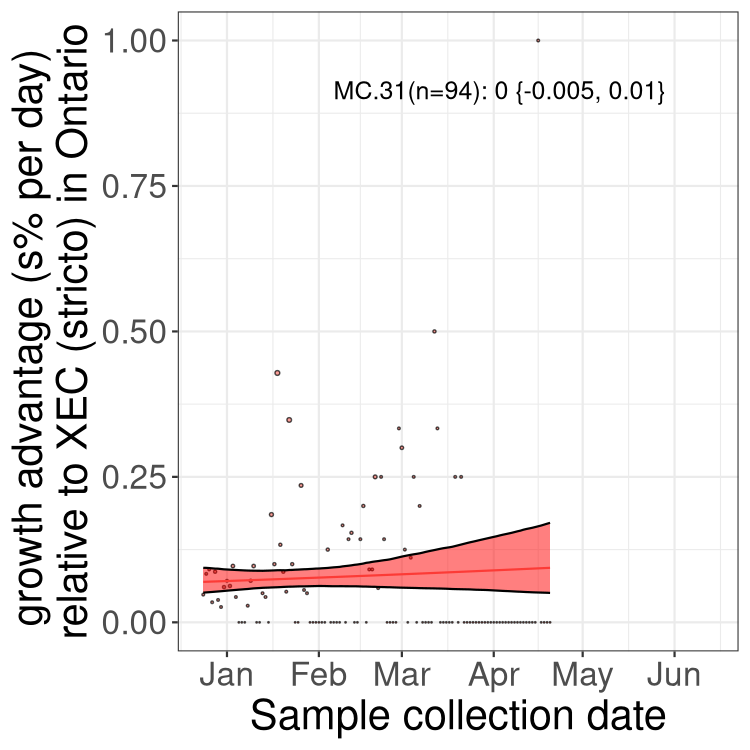 growth advantage (s% per day)
relative to XEC (stricto) in Ontario
1.00
0.75
0.50
0.25
0.00
MC.31(n=94): 0 {-0.005, 0.01}
Jan Feb Mar Apr May Jun
Sample collection date